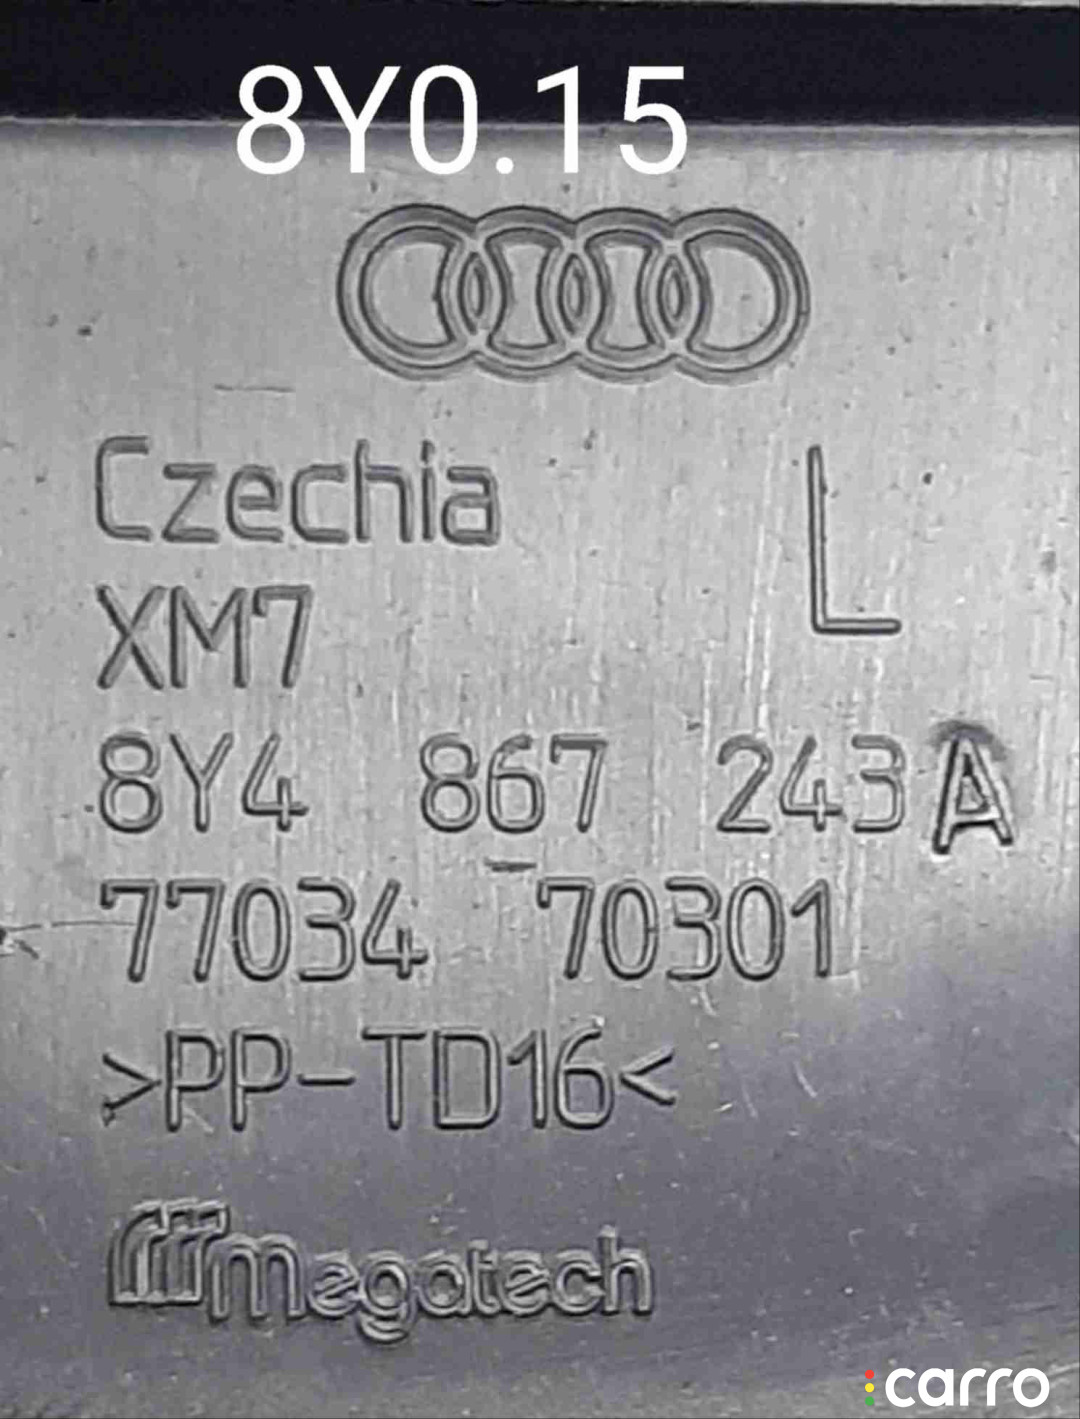 8Y0.15
Czechia
L
XM7
8Y4 867 243 A
77034 70301
>PP-TD16<
megatech
carro